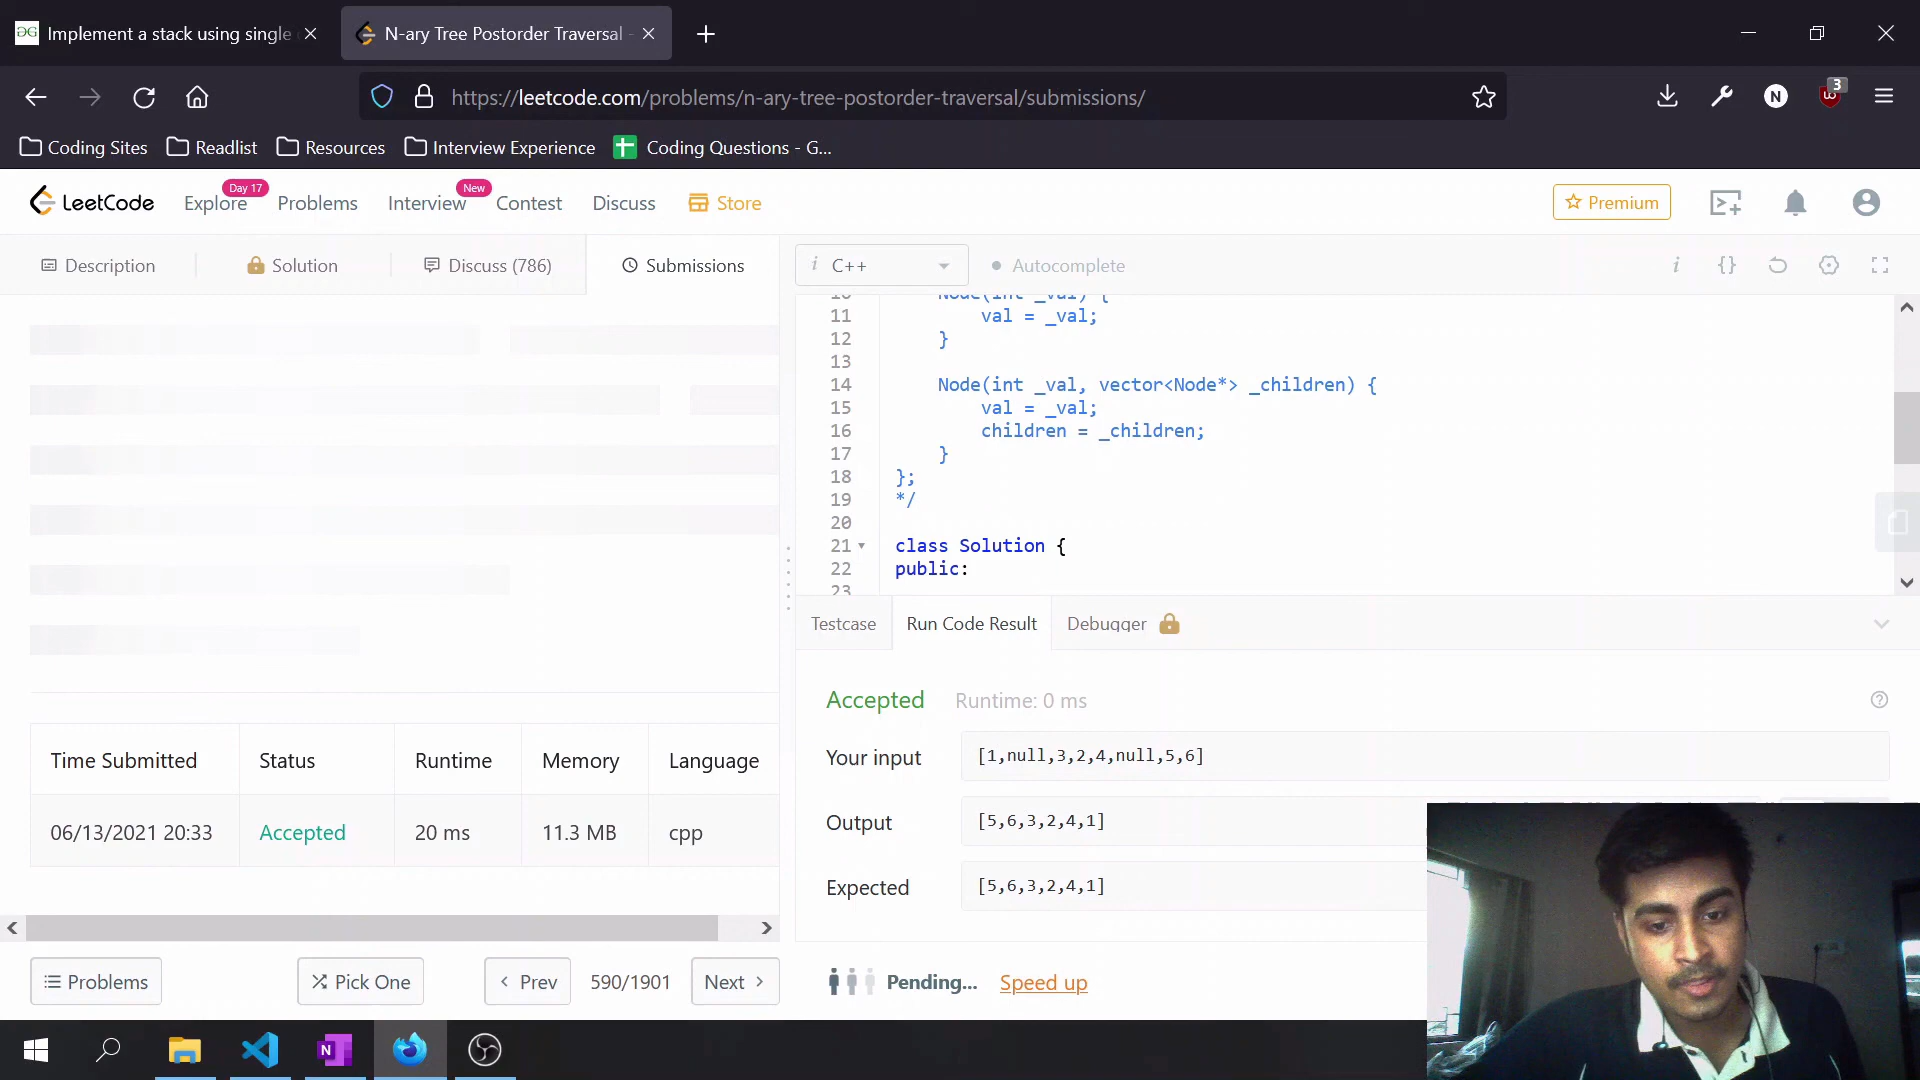 Implement a stack using single
N-ary Tree Postorder Traversal -
https://leetcode.com/problems/n-ary-tree-postorder-traversal/submissions/
N
3
Coding Sites
Readlist
Resources
Interview Experience
Coding Questions - G...
LeetCode
Explore
Day 17
Problems
Interview
New
Contest
Discuss
Store
Premium
Description
Solution
Discuss (786)
Submissions
i C++
Autocomplete
i {}
10 Node(int _val) {
11 val = _val;
12 }
13
14 Node(int _val, vector<Node*> _children) {
15 val = _val;
16 children = _children;
17 }
18 };
19 */
20
21 class Solution {
22 public:
23
Testcase
Run Code Result
Debugger
Accepted Runtime: 0 ms
Your input [1,null,3,2,4,null,5,6]
Output [5,6,3,2,4,1]
Expected [5,6,3,2,4,1]
Time Submitted Status Runtime Memory Language
06/13/2021 20:33 Accepted 20 ms 11.3 MB cpp
Problems
Pick One
Prev
590/1901
Next
Pending...
Speed up
N